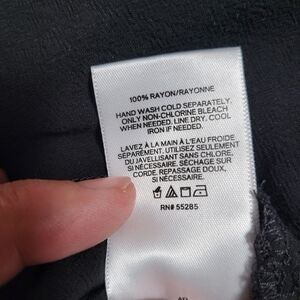 100% RAYON/RAYONNE
HAND WASH COLD SEPARATELY.
ONLY NON-CHLORINE BLEACH
WHEN NEEDED. LINE DRY. COOL
IRON IF NEEDED.
LAVEZ À LA MAIN À L'EAU FROIDE
SÉPARÉMENT. UTILISEZ SEULEMENT
DU JAVELLISANT SANS CHLORE,
SI NÉCESSAIRE. SÉCHAGE SUR
CORDE. REPASSAGE DOUX,
SI NÉCESSAIRE.
RN# 55285